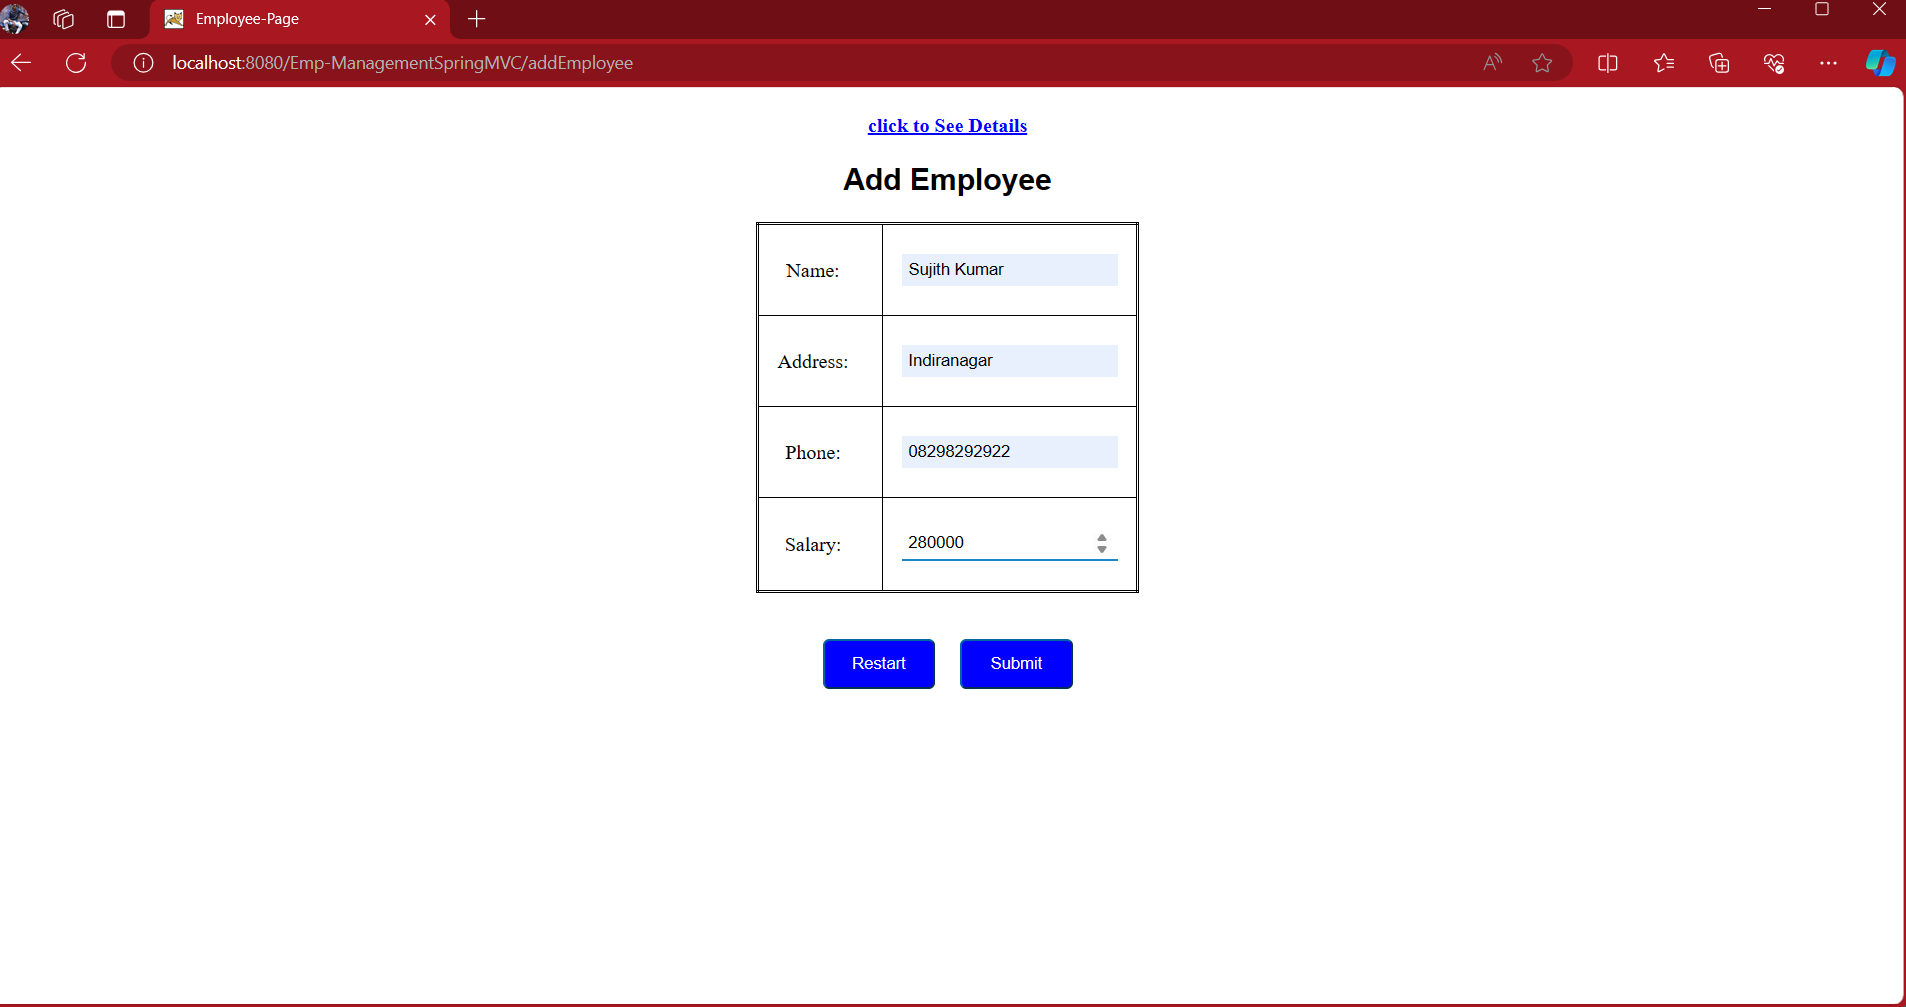 Employee-Page
localhost:8080/Emp-ManagementSpringMVC/addEmployee
click to See Details
Add Employee
Name: Sujith Kumar
Address: Indiranagar
Phone: 08298292922
Salary: 280000
Restart Submit